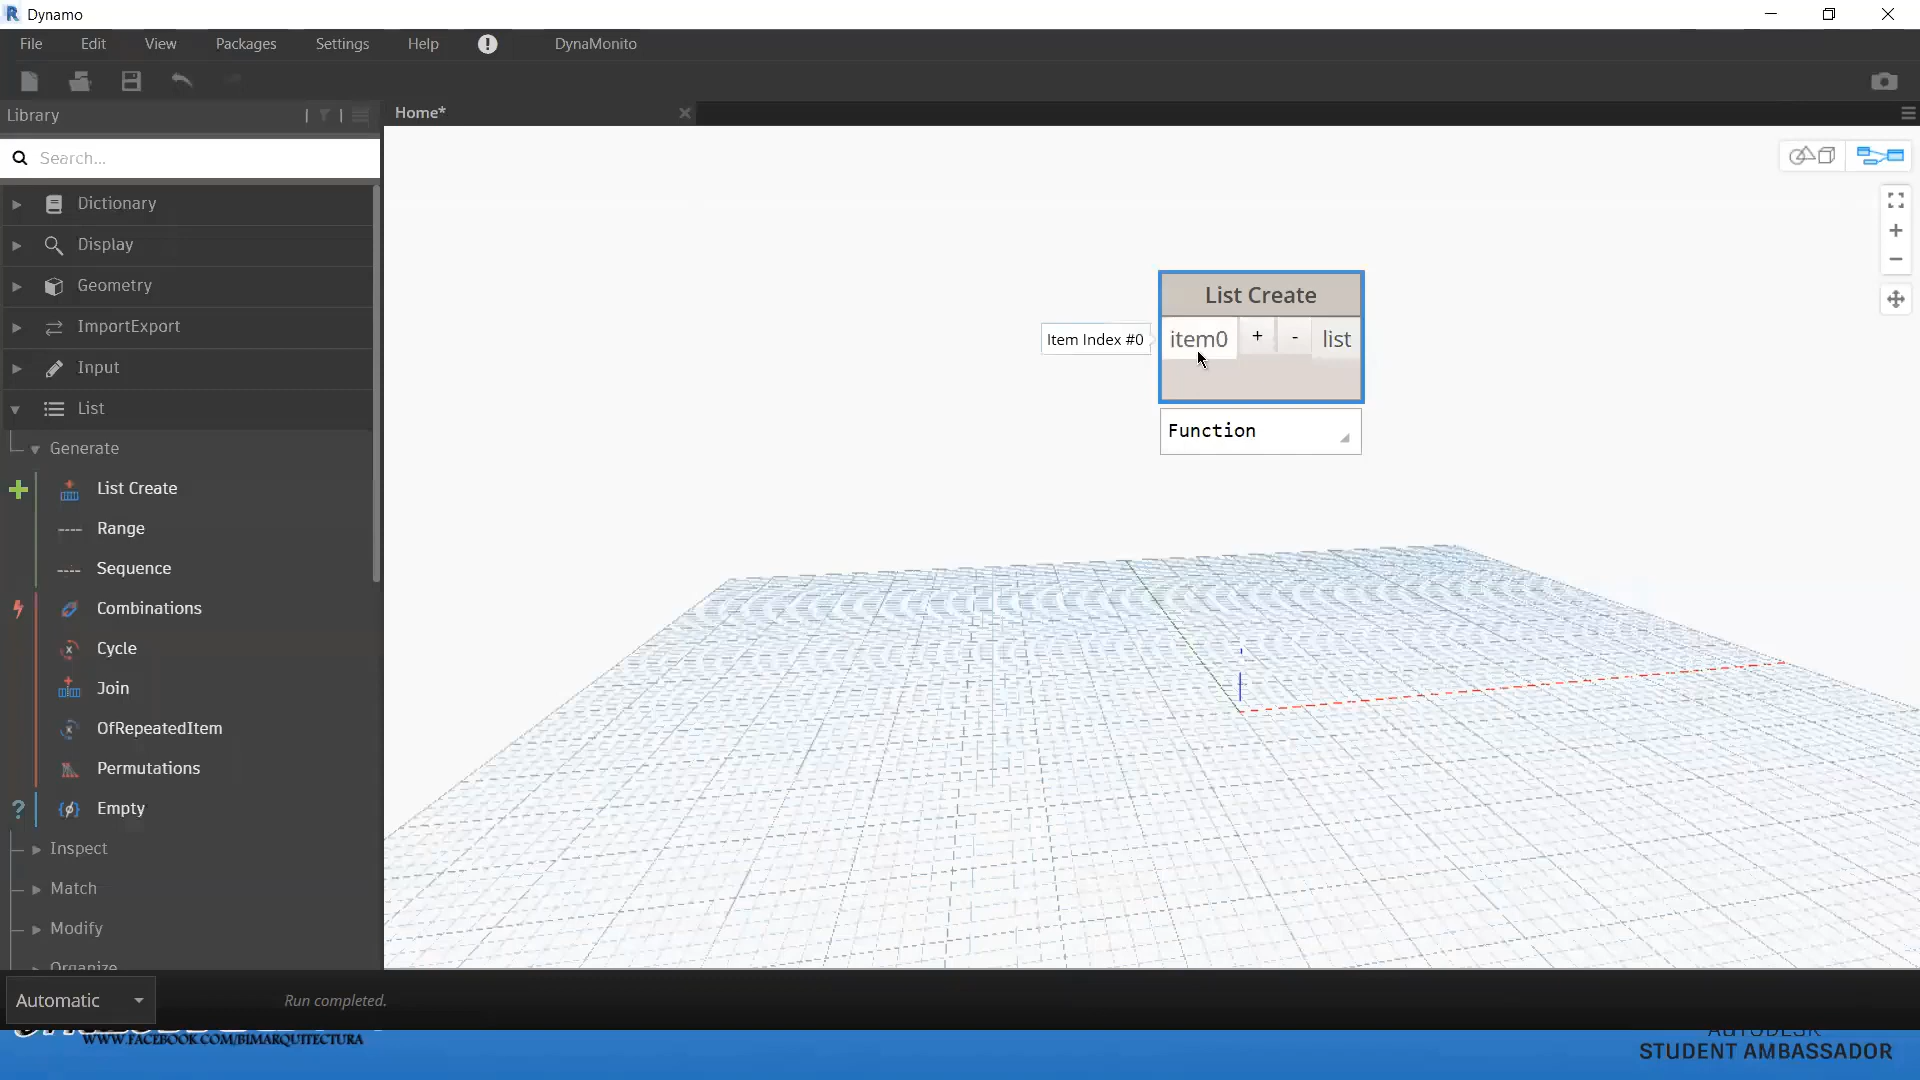 Dynamo
File Edit View Packages Settings Help DynaMonito
Library
Home*
Search...
Dictionary
Display
Geometry
ImportExport
Input
List
Generate
List Create
Range
Sequence
Combinations
Cycle
Join
OfRepeatedItem
Permutations
Empty
Inspect
Match
Modify
Organize
List Create
Item Index #0
item0 + - list
Function
Automatic
Run completed.
WWW.FACEBOOK.COM/BIMARQUITECTURA
AUTODESK
STUDENT AMBASSADOR